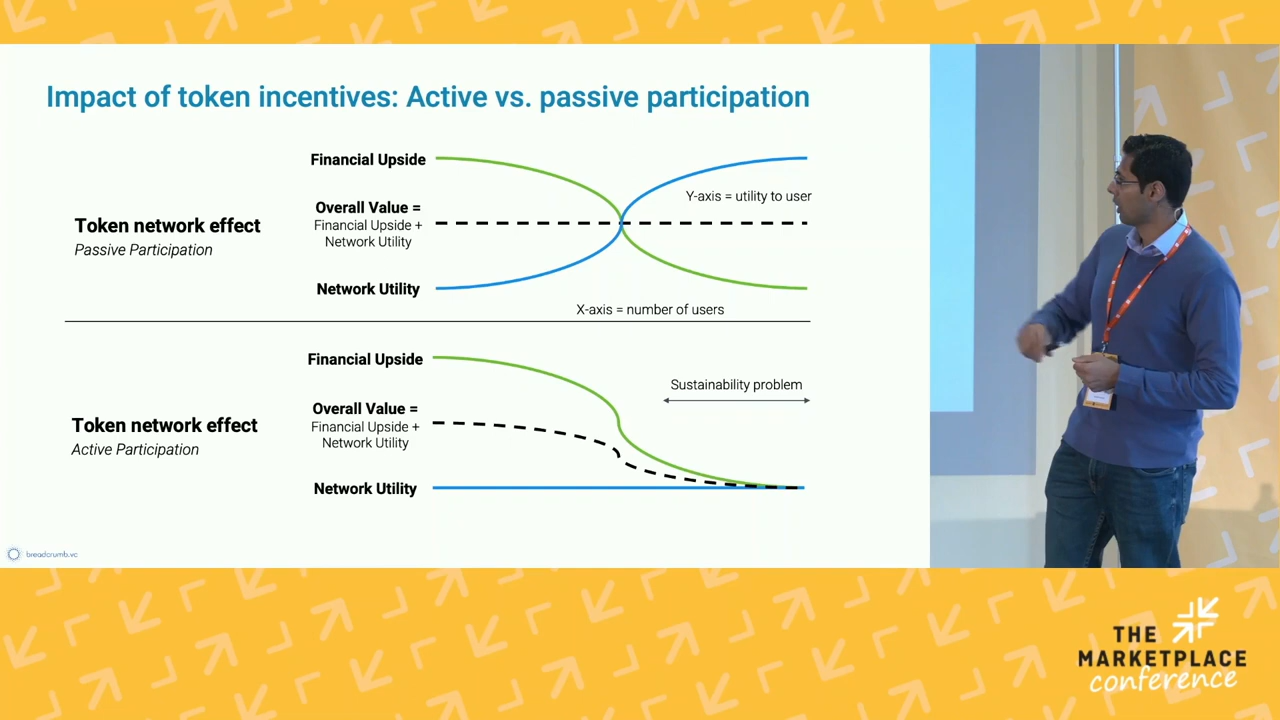 Impact of token incentives: Active vs. passive participation
Financial Upside
Overall Value =
Financial Upside +
Network Utility
Token network effect
Passive Participation
Y-axis = utility to user
Network Utility
X-axis = number of users
Financial Upside
Sustainability problem
Overall Value =
Financial Upside +
Network Utility
Token network effect
Active Participation
Network Utility
breadcrumb.vc
THE
MARKETPLACE
conference